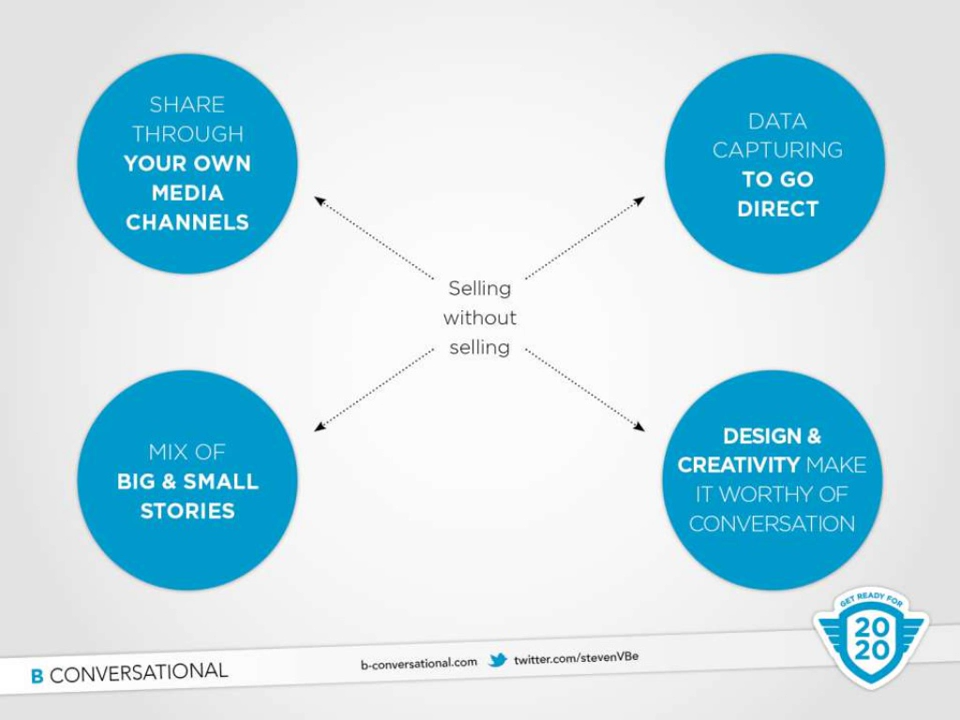 SHARE
THROUGH
YOUR OWN
MEDIA
CHANNELS
DATA
CAPTURING
TO GO
DIRECT
Selling
without
selling
MIX OF
BIG & SMALL
STORIES
DESIGN &
CREATIVITY MAKE
IT WORTHY OF
CONVERSATION
GET READY FOR
20
20
B CONVERSATIONAL
b-conversational.com
twitter.com/stevenVBe